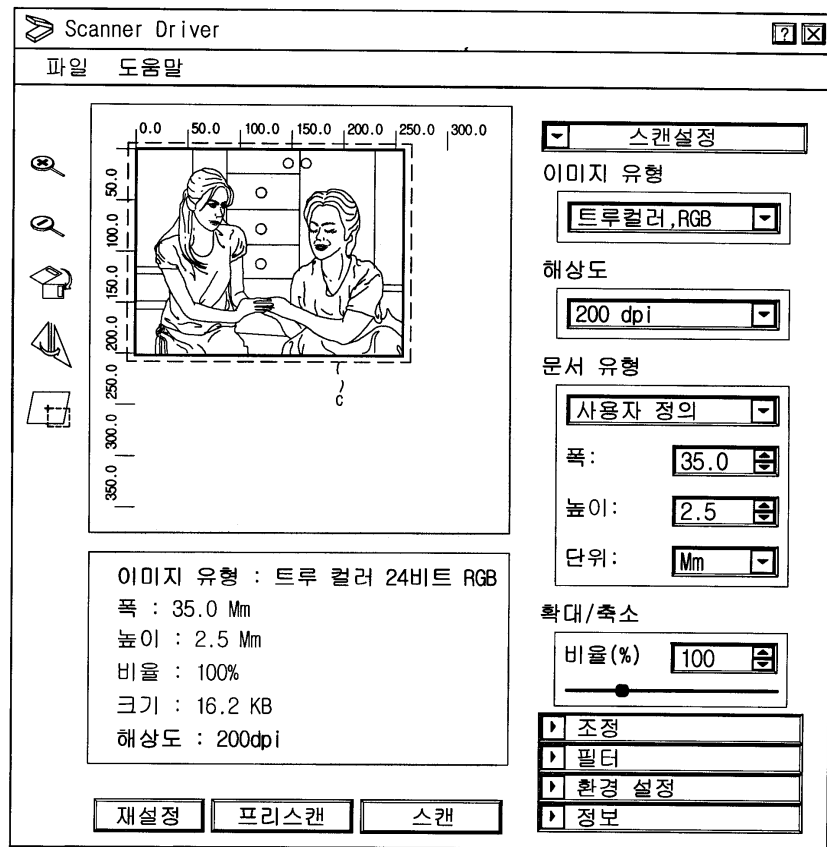 Scanner Driver
파일 도움말
0.0 50.0 100.0 150.0 200.0 250.0 300.0
50.0
100.0
150.0
200.0
250.0
300.0
350.0
c
스캔설정
이미지 유형
트루컬러,RGB
해상도
200 dpi
문서 유형
사용자 정의
폭: 35.0
높이: 2.5
단위: Mm
확대/축소
비율(%) 100
조정
필터
환경 설정
정보
이미지 유형 : 트루 컬러 24비트 RGB
폭 : 35.0 Mm
높이 : 2.5 Mm
비율 : 100%
크기 : 16.2 KB
해상도 : 200dpi
재설정 프리스캔 스캔